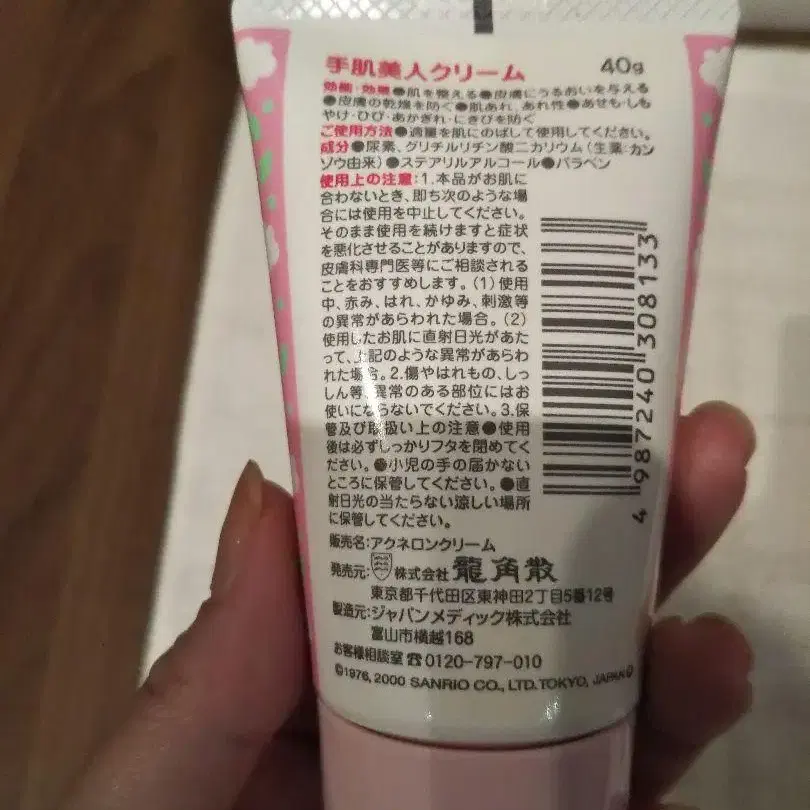 手肌美人クリーム 40g
効能・効果●肌を整える●皮膚にうるおいを与える
●皮膚の乾燥を防ぐ●肌あれ、あれ性●あせも・しも
やけ・ひび・あかぎれ・にきびを防ぐ
ご使用方法●適量を肌にのばして使用してください。
成分●尿素、グリチルリチン酸二カリウム(生薬:カン
ゾウ由来)●ステアリルアルコール●パラベン
使用上の注意:1.本品がお肌に
合わないとき、即ち次のような場
合には使用を中止してください。
そのまま使用を続けますと症状
を悪化させることがありますので、
皮膚科専門医等にご相談される
ことをおすすめします。(1)使用
中、赤み、はれ、かゆみ、刺激等
の異常があらわれた場合。(2)
使用したお肌に直射日光があた
って、上記のような異常があらわ
れた場合。2.傷やはれもの、しっ
しん等、異常のある部位にはお
使いにならないでください。3.保
管及び取扱い上の注意●使用
後は必ずしっかりフタを閉めてく
ださい。●小児の手の届かない
ところに保管してください。●直
射日光の当たらない涼しい場所
に保管してください。
4 987240 308133
販売名:アクネロンクリーム
発売元:株式会社 龍角散
東京都千代田区東神田2丁目5番12号
製造元:ジャパンメディック株式会社
富山市横越168
お客様相談室☎0120-797-010
©1976, 2000 SANRIO CO., LTD. TOKYO, JAPAN